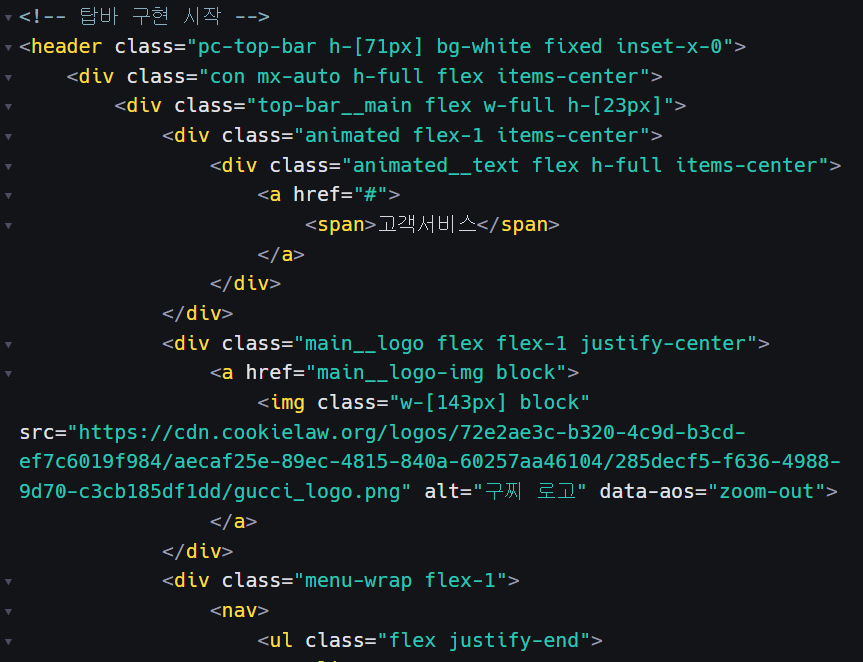 <!-- 탑바 구현 시작 -->
<header class="pc-top-bar h-[71px] bg-white fixed inset-x-0">
<div class="con mx-auto h-full flex items-center">
<div class="top-bar__main flex w-full h-[23px]">
<div class="animated flex-1 items-center">
<div class="animated__text flex h-full items-center">
<a href="#">
<span>고객서비스</span>
</a>
</div>
</div>
<div class="main__logo flex flex-1 justify-center">
<a href="main__logo-img block">
<img class="w-[143px] block"
src="https://cdn.cookielaw.org/logos/72e2ae3c-b320-4c9d-b3cd-
ef7c6019f984/aecaf25e-89ec-4815-840a-60257aa46104/285decf5-f636-4988-
9d70-c3cb185df1dd/gucci_logo.png" alt="구찌 로고" data-aos="zoom-out">
</a>
</div>
<div class="menu-wrap flex-1">
<nav>
<ul class="flex justify-end">